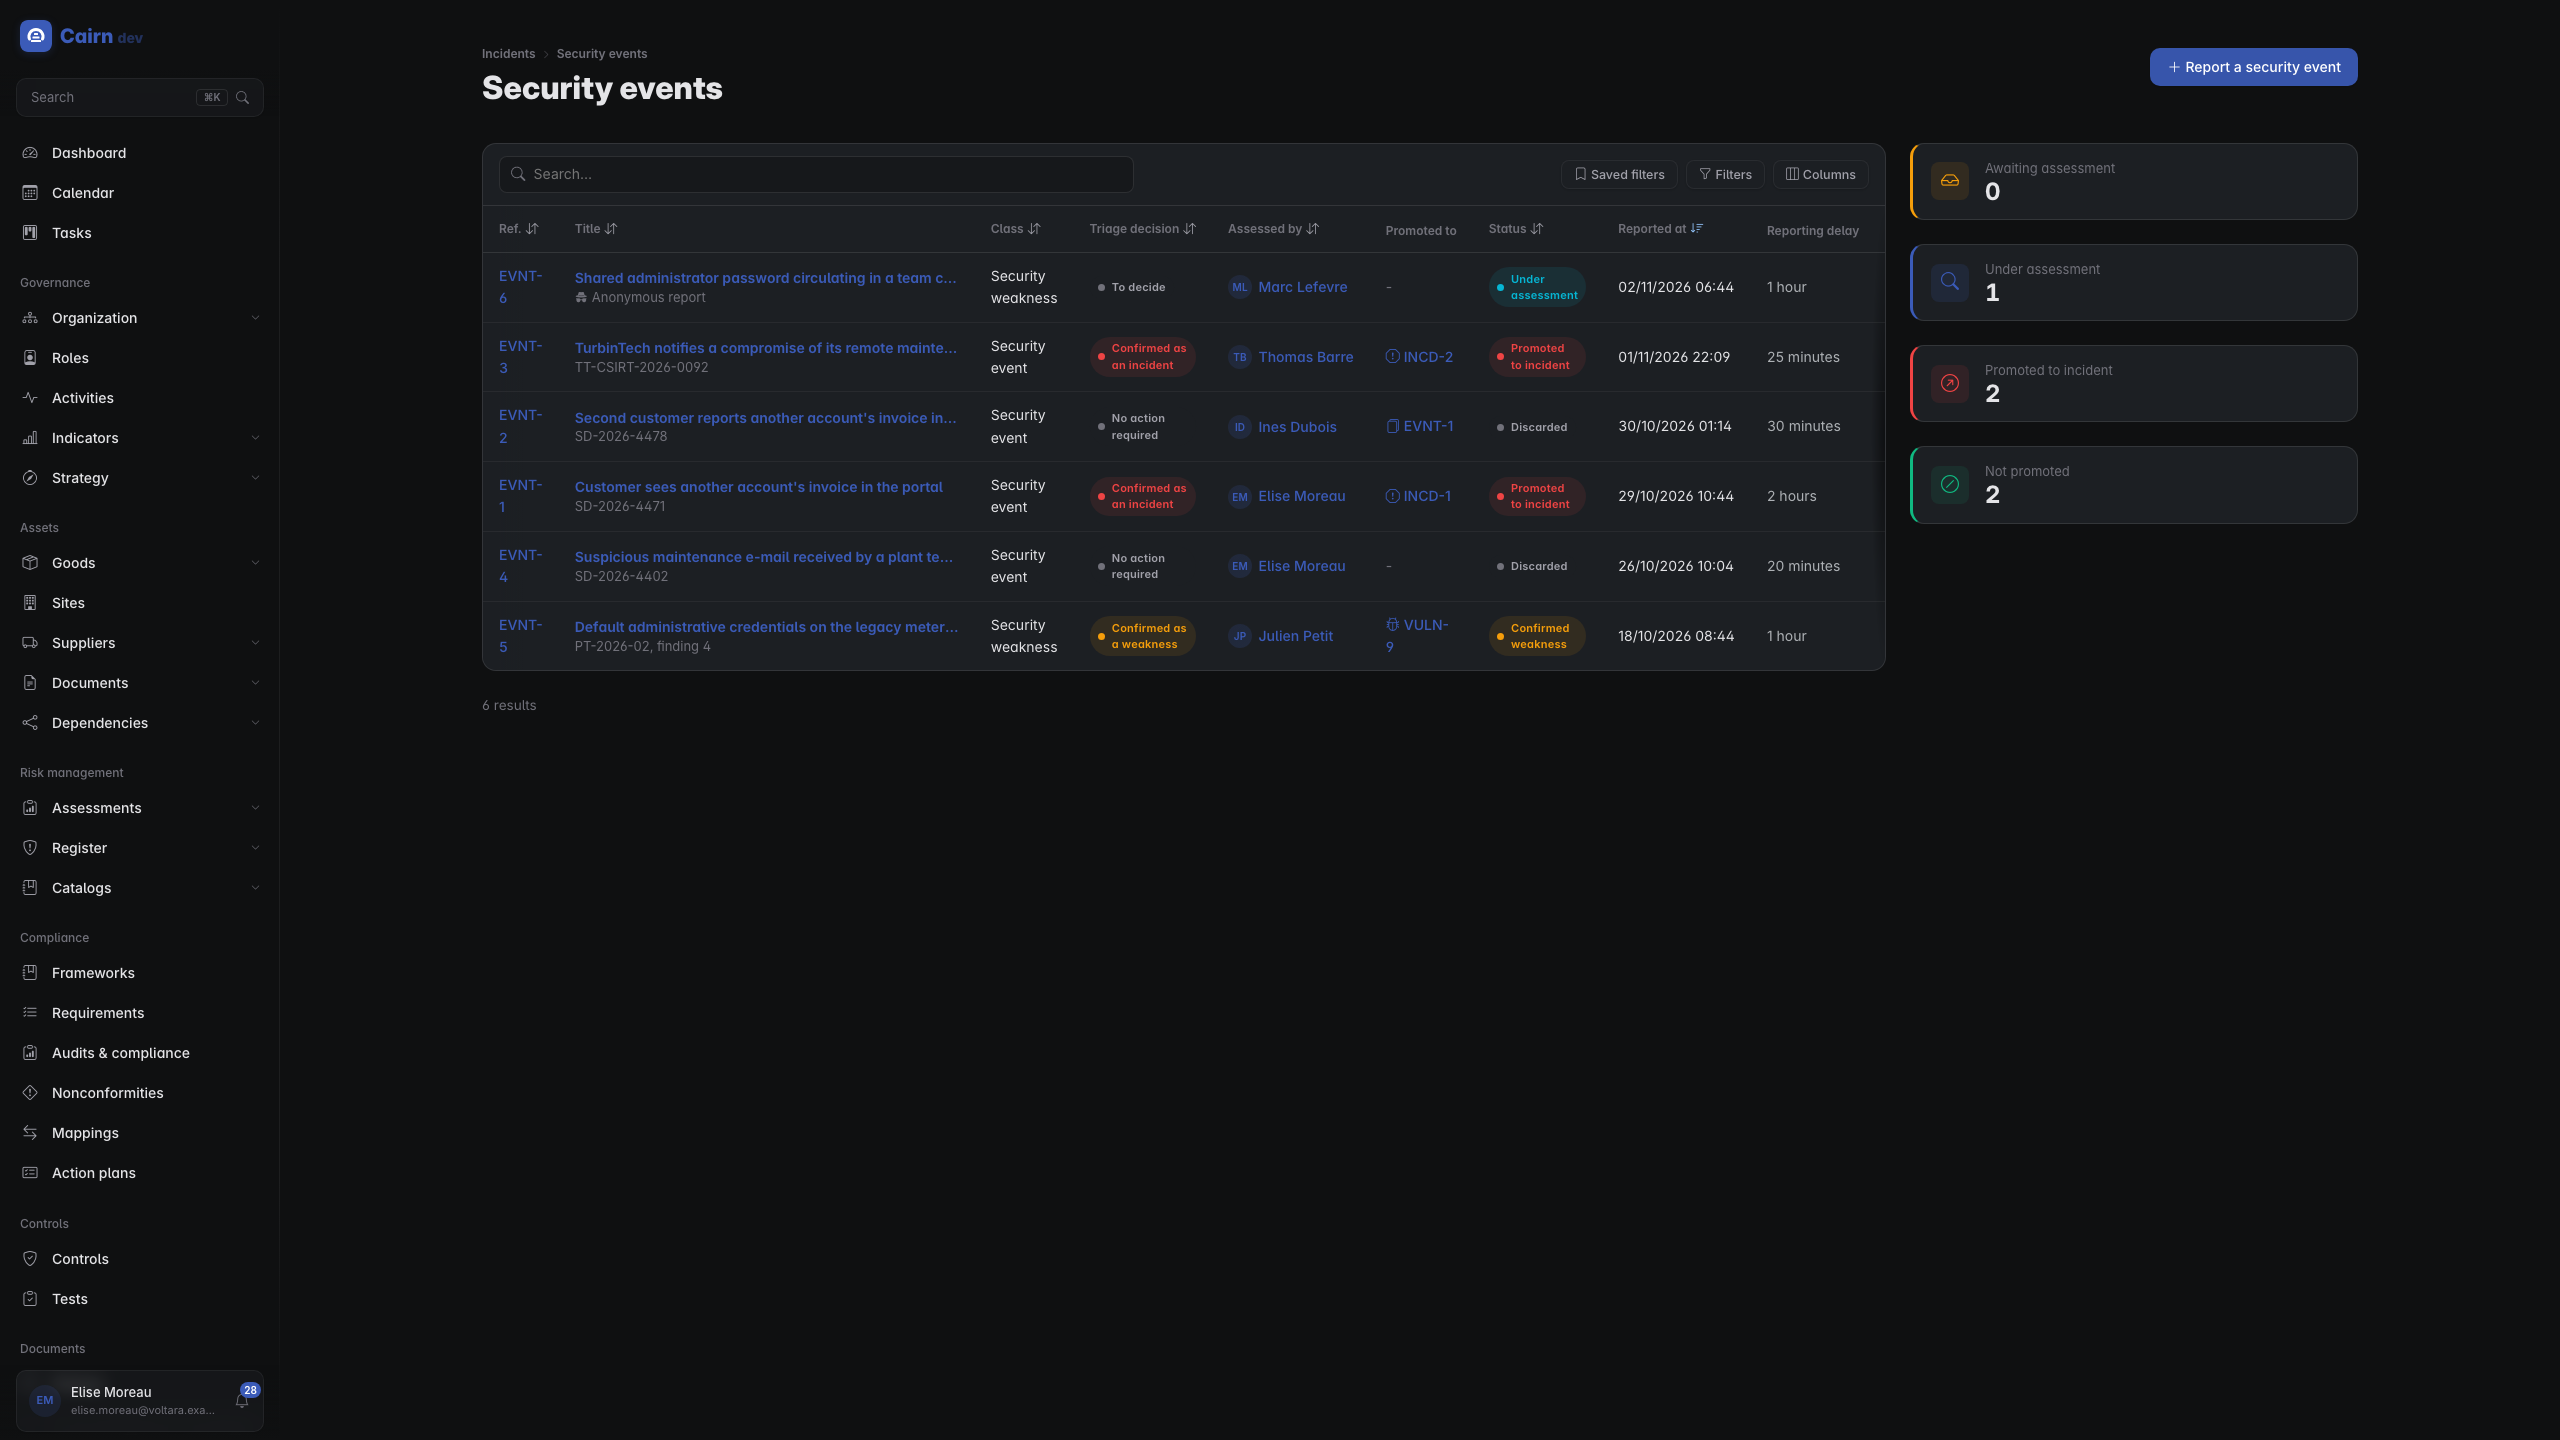 Cairn dev
Search ⌘K
Dashboard
Calendar
Tasks
Governance
Organization
Roles
Activities
Indicators
Strategy
Assets
Goods
Sites
Suppliers
Documents
Dependencies
Risk management
Assessments
Register
Catalogs
Compliance
Frameworks
Requirements
Audits & compliance
Nonconformities
Mappings
Action plans
Controls
Controls
Tests
Documents
EM Elise Moreau
elise.moreau@voltara.exa...
28
Incidents > Security events
Security events
+ Report a security event
Search...
Saved filters
Filters
Columns
Ref. Title Class Triage decision Assessed by Promoted to Status Reported at Reporting delay
EVNT-
6
Shared administrator password circulating in a team c...
Anonymous report
Security
weakness
To decide
ML Marc Lefevre
-
Under
assessment
02/11/2026 06:44
1 hour
EVNT-
3
TurbinTech notifies a compromise of its remote mainte...
TT-CSIRT-2026-0092
Security
event
Confirmed as
an incident
TB Thomas Barre
INCD-2
Promoted
to incident
01/11/2026 22:09
25 minutes
EVNT-
2
Second customer reports another account's invoice in...
SD-2026-4478
Security
event
No action
required
ID Ines Dubois
EVNT-1
Discarded
30/10/2026 01:14
30 minutes
EVNT-
1
Customer sees another account's invoice in the portal
SD-2026-4471
Security
event
Confirmed as
an incident
EM Elise Moreau
INCD-1
Promoted
to incident
29/10/2026 10:44
2 hours
EVNT-
4
Suspicious maintenance e-mail received by a plant te...
SD-2026-4402
Security
event
No action
required
EM Elise Moreau
-
Discarded
26/10/2026 10:04
20 minutes
EVNT-
5
Default administrative credentials on the legacy meter...
PT-2026-02, finding 4
Security
weakness
Confirmed as
a weakness
JP Julien Petit
VULN-
9
Confirmed
weakness
18/10/2026 08:44
1 hour
6 results
Awaiting assessment
0
Under assessment
1
Promoted to incident
2
Not promoted
2